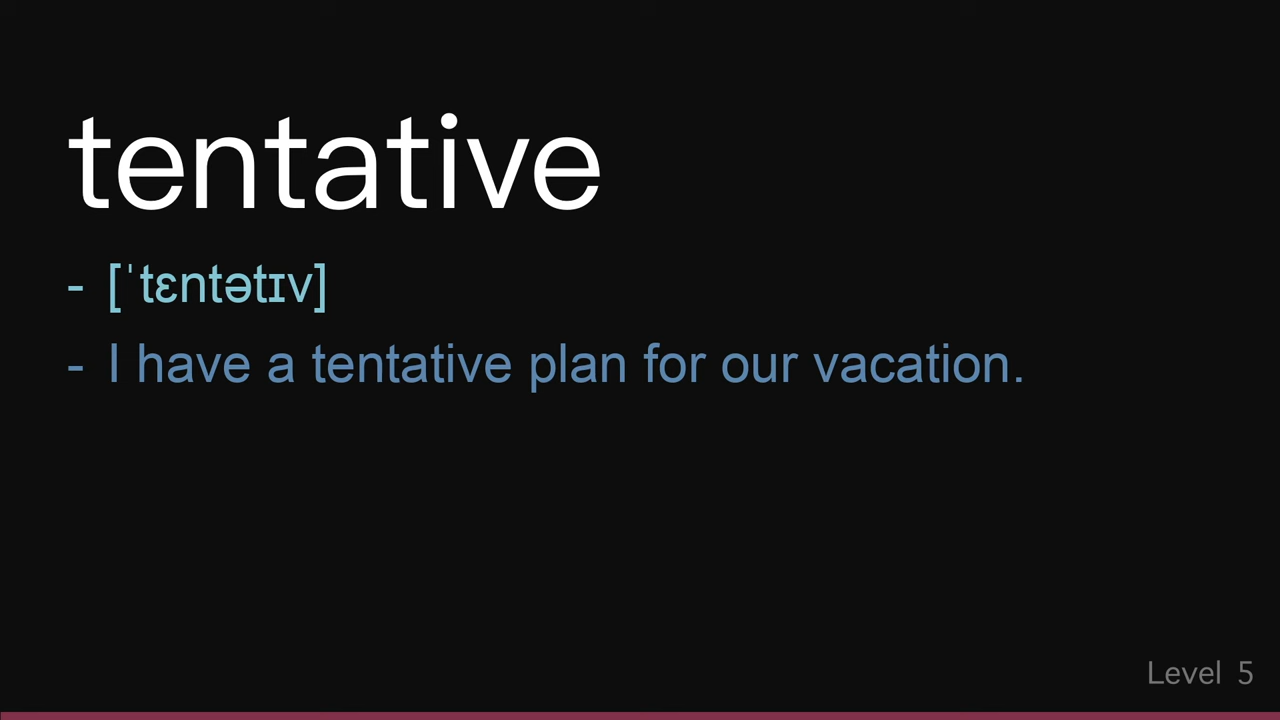 tentative
- [ˈtɛntətɪv]
- I have a tentative plan for our vacation.
Level 5